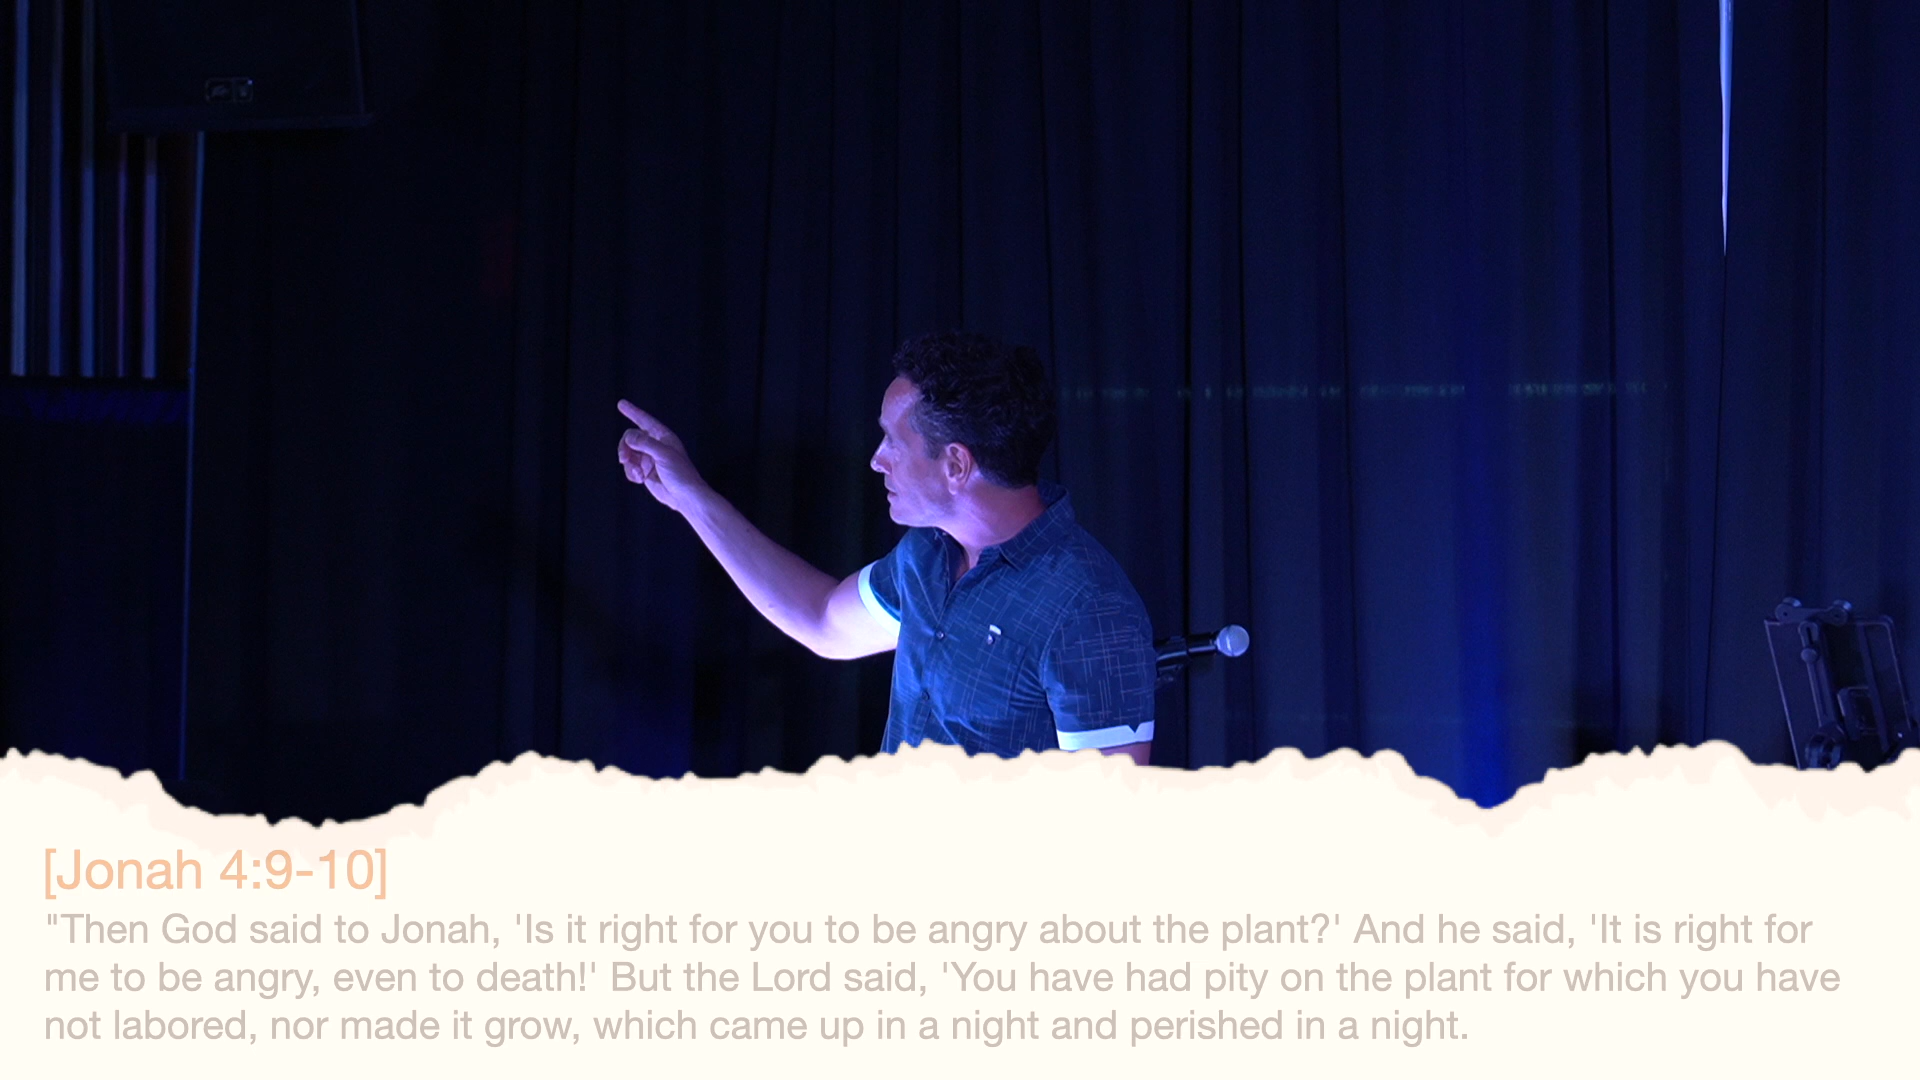 [Jonah 4:9-10]
"Then God said to Jonah, 'Is it right for you to be angry about the plant?' And he said, 'It is right for
me to be angry, even to death!' But the Lord said, 'You have had pity on the plant for which you have
not labored, nor made it grow, which came up in a night and perished in a night.